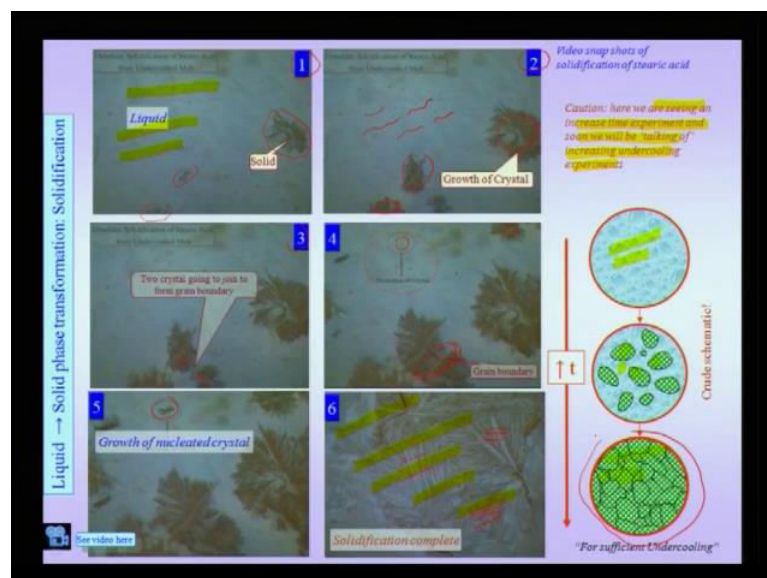 Liquid → Solid phase transformation: Solidification
1
Liquid
Solid
2
Growth of Crystal
3
Two crystal going to join to
form grain boundary
4
Grain boundary
5
Growth of nucleated crystal
6
Solidification complete
See video here
Video snap shots of
solidification of stearic acid
Caution: here we are seeing an
increase time experiment and
soon we will be 'talking of'
increasing undercooling
experiments
↑ t
Crude schematic!
"For sufficient Undercooling"